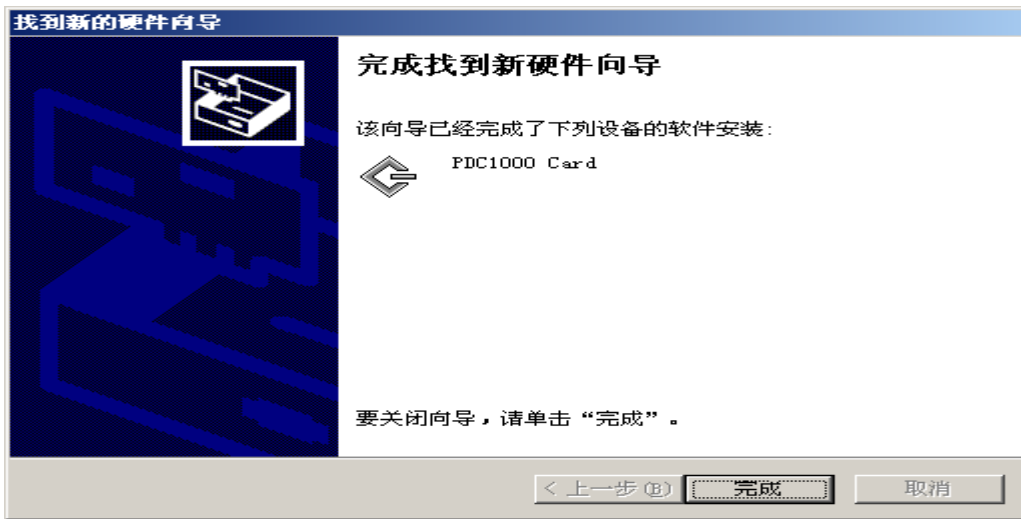 找到新的硬件向导
完成找到新硬件向导
该向导已经完成了下列设备的软件安装:
PDC1000 Card
要关闭向导，请单击“完成”。
< 上一步(B)
完成
取消